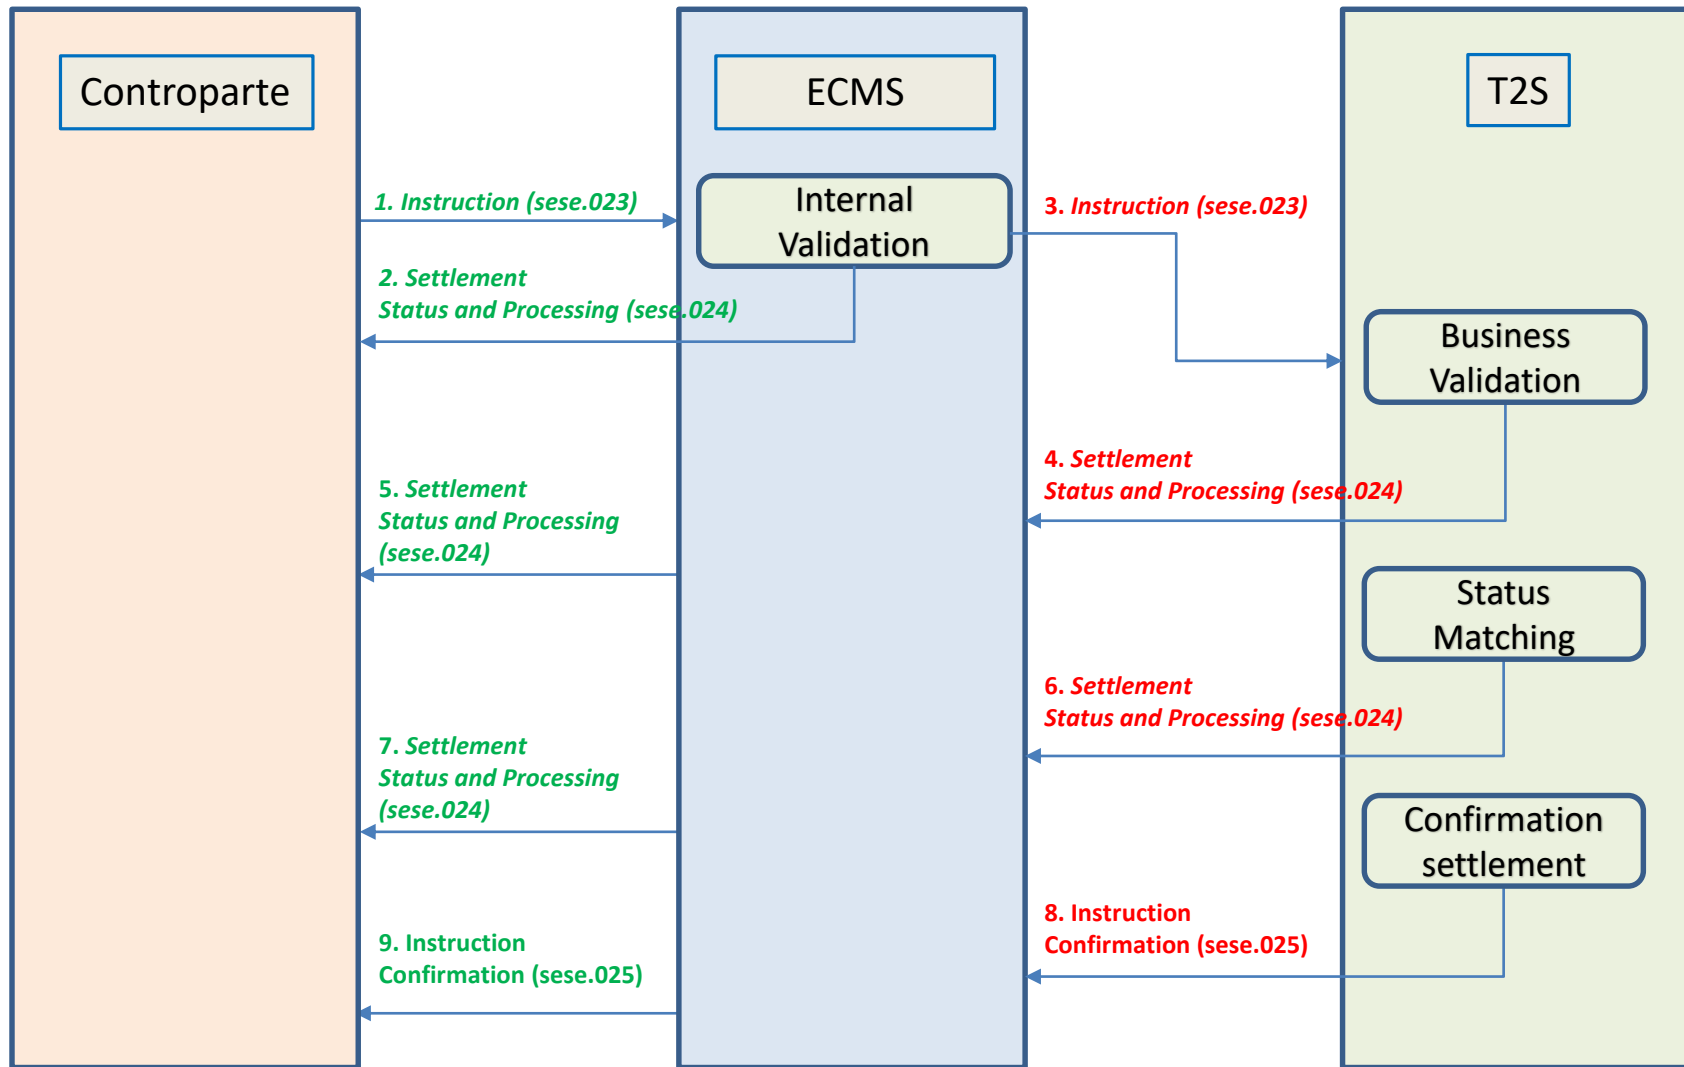 Controparte
ECMS
T2S
1. Instruction (sese.023)
Internal
Validation
3. Instruction (sese.023)
2. Settlement
Status and Processing (sese.024)
Business
Validation
4. Settlement
Status and Processing (sese.024)
5. Settlement
Status and Processing
(sese.024)
Status
Matching
6. Settlement
Status and Processing (sese.024)
7. Settlement
Status and Processing
(sese.024)
Confirmation
settlement
8. Instruction
Confirmation (sese.025)
9. Instruction
Confirmation (sese.025)